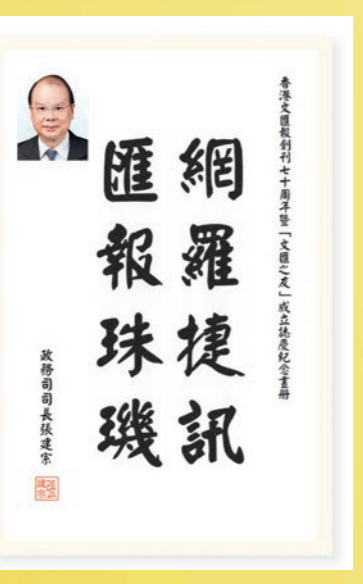 香港文匯報創刊七十周年暨「文匯之友」成立誌慶紀念畫册
網羅捷訊
匯報珠璣
政務司司長張建宗